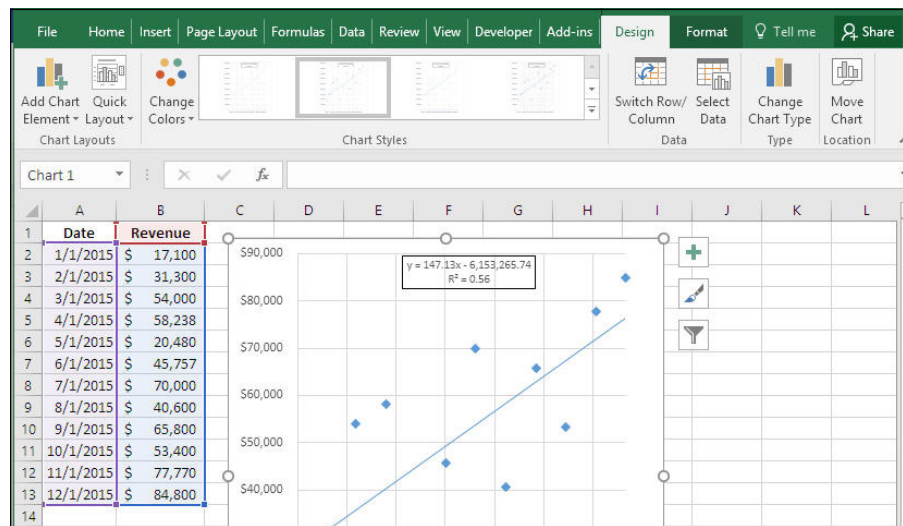 File Home Insert Page Layout Formulas Data Review View Developer Add-ins Design Format Tell me Share
Add Chart Element Quick Layout Change Colors Switch Row/ Column Select Data Change Chart Type Move Chart
Chart Layouts Chart Styles Data Type Location
Chart 1 fx
A B C D E F G H I J K L
1 Date Revenue
2 1/1/2015 $ 17,100
3 2/1/2015 $ 31,300
4 3/1/2015 $ 54,000
5 4/1/2015 $ 58,238
6 5/1/2015 $ 20,480
7 6/1/2015 $ 45,757
8 7/1/2015 $ 70,000
9 8/1/2015 $ 40,600
10 9/1/2015 $ 65,800
11 10/1/2015 $ 53,400
12 11/1/2015 $ 77,770
13 12/1/2015 $ 84,800
14
$90,000
y = 147.13x - 6,153,265.74
R² = 0.56
$80,000
$70,000
$60,000
$50,000
$40,000